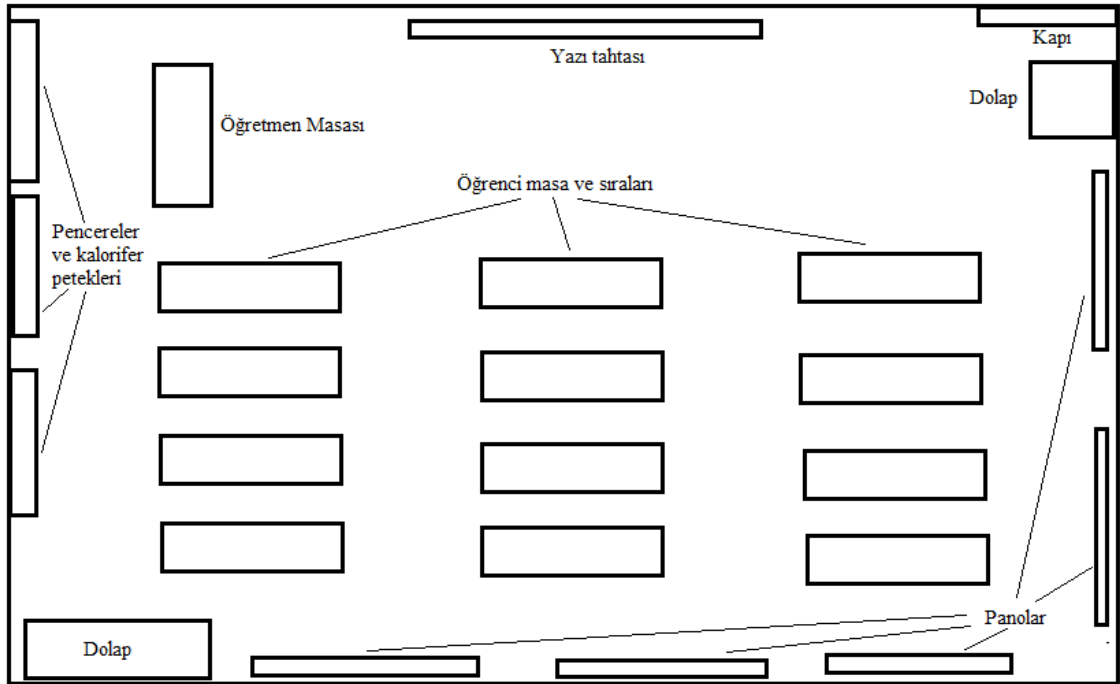 Yazı tahtası
Kapı
Dolap
Öğretmen Masası
Öğrenci masa ve sıraları
Pencereler
ve kalorifer
petekleri
Panolar
Dolap